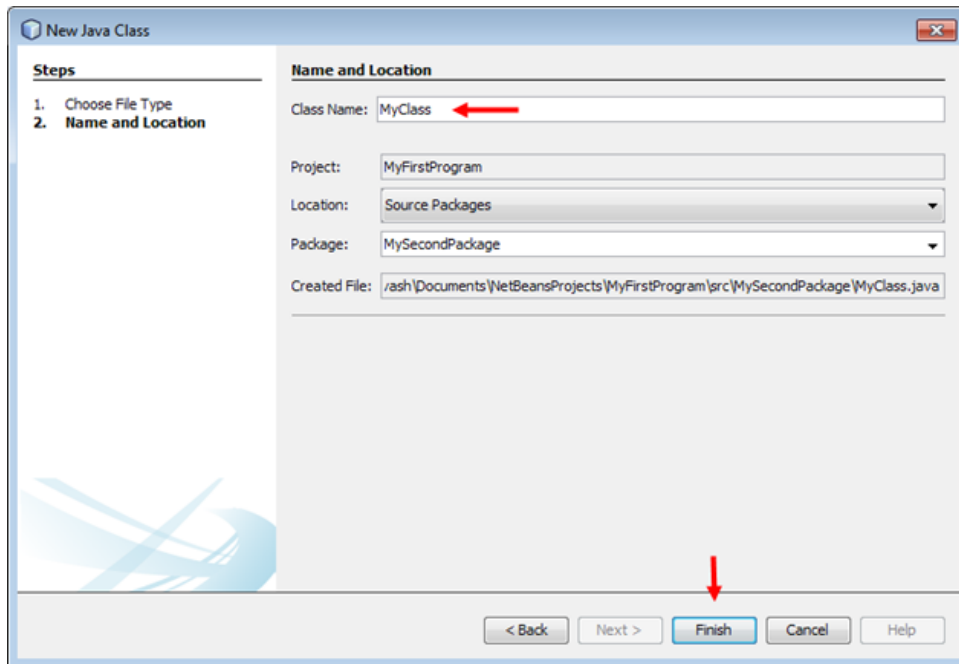 New Java Class
Steps
1. Choose File Type
2. Name and Location
Name and Location
Class Name: MyClass
Project: MyFirstProgram
Location: Source Packages
Package: MySecondPackage
Created File: /ash\Documents\NetBeansProjects\MyFirstProgram\src\MySecondPackage\MyClass.java
< Back Next > Finish Cancel Help